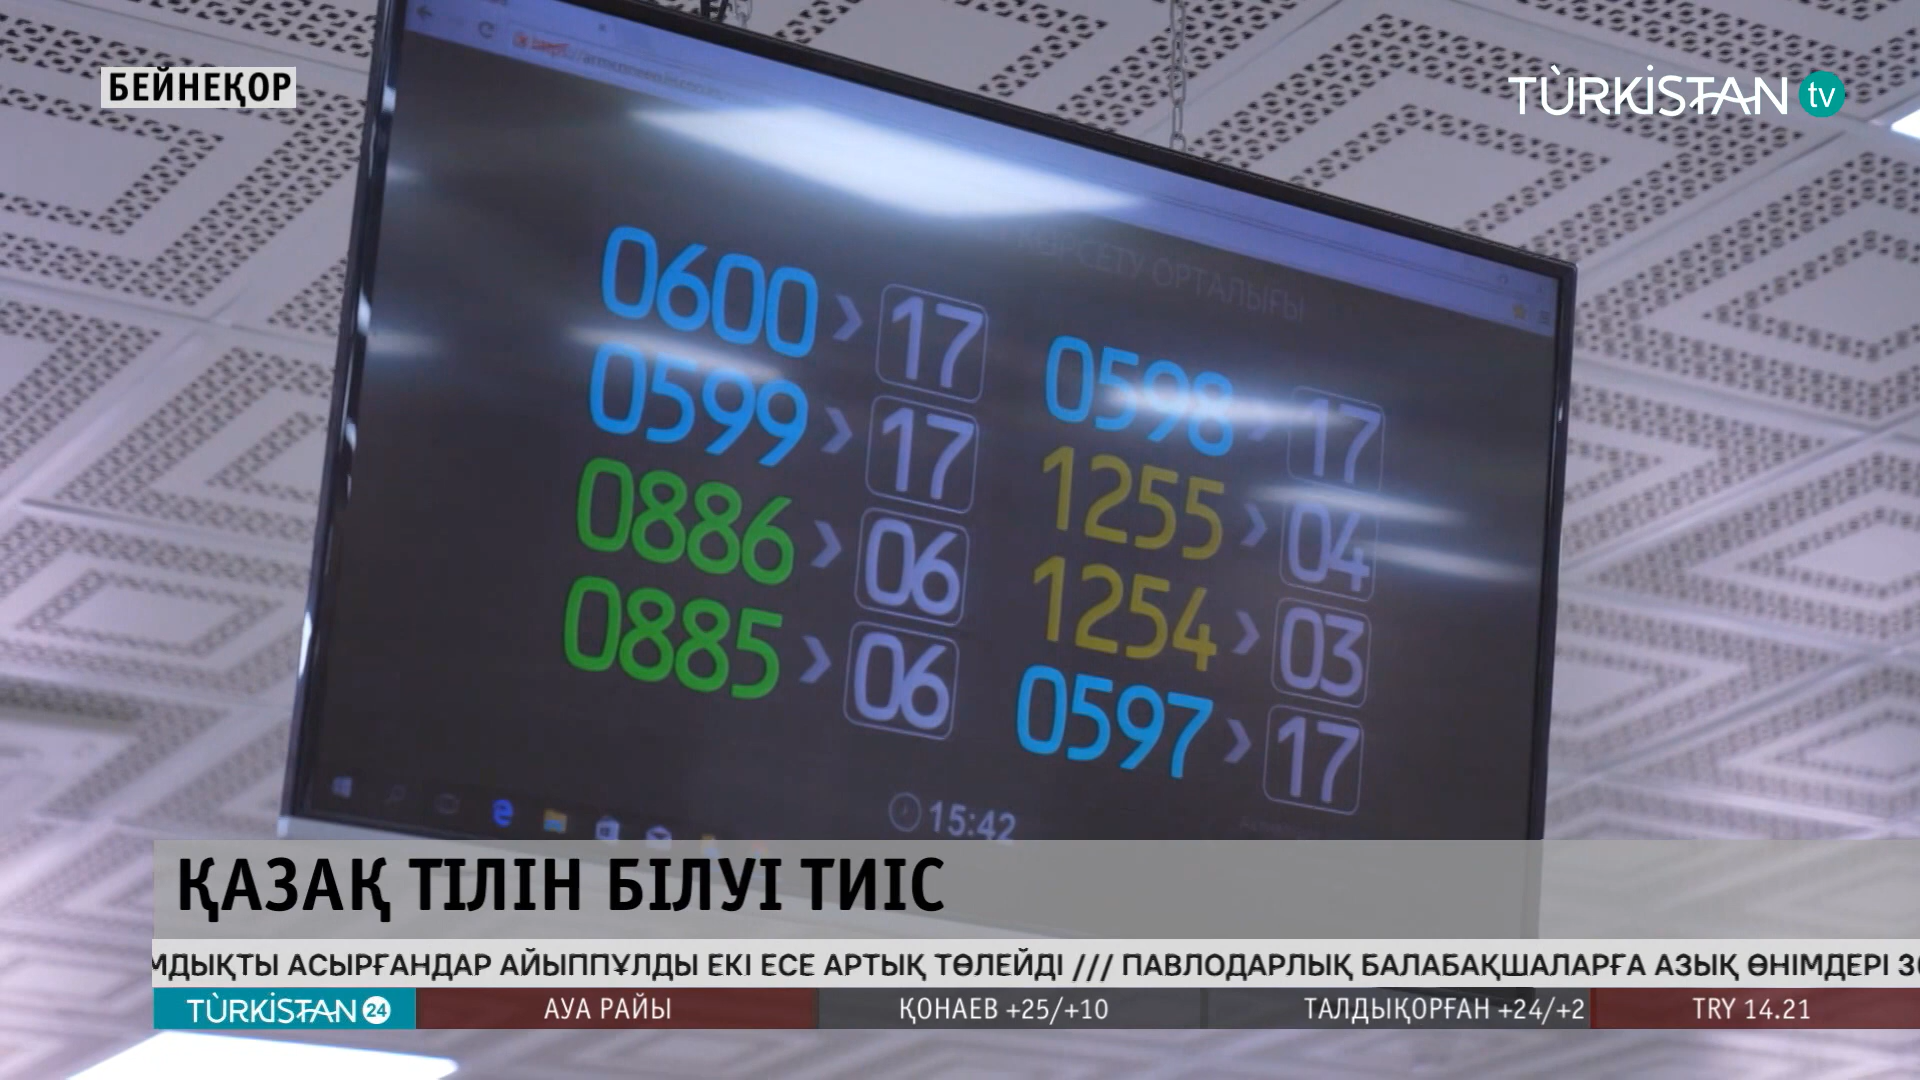 БЕЙНЕҚОР
TÙRKİSTAN tv
КӨРСЕТУ ОРТАЛЫҒЫ
0600 > 17
0599 > 17
0886 > 06
0885 > 06
0598 > 17
1255 > 04
1254 > 03
0597 > 17
15:42
ҚАЗАҚ ТІЛІН БІЛУІ ТИІС
АСЫРҒАНДАР АЙЫППҰЛДЫ ЕКІ ЕСЕ АРТЫҚ ТӨЛЕЙДІ /// ПАВЛОДАРЛЫҚ БАЛАБАҚШАЛАРҒА АЗЫҚ ӨНІМДЕРІ
TÙRKİSTAN 24 АУА РАЙЫ ҚОНАЕВ +25/+10 ТАЛДЫҚОРҒАН +24/+2 TRY 14.21